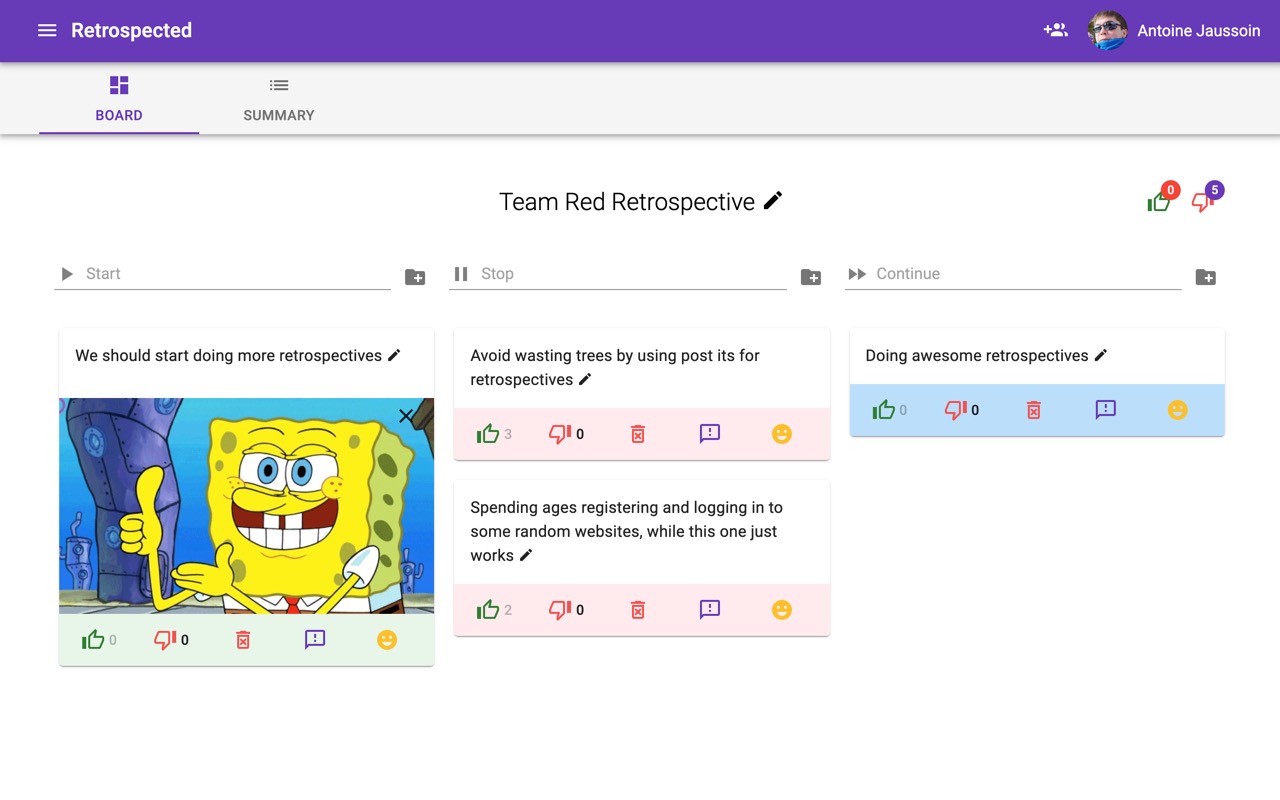 Retrospected
Antoine Jaussoin
BOARD
SUMMARY
Team Red Retrospective
0
5
Start
Stop
Continue
We should start doing more retrospectives
0
0
Avoid wasting trees by using post its for
retrospectives
3
0
Spending ages registering and logging in to
some random websites, while this one just
works
2
0
Doing awesome retrospectives
0
0